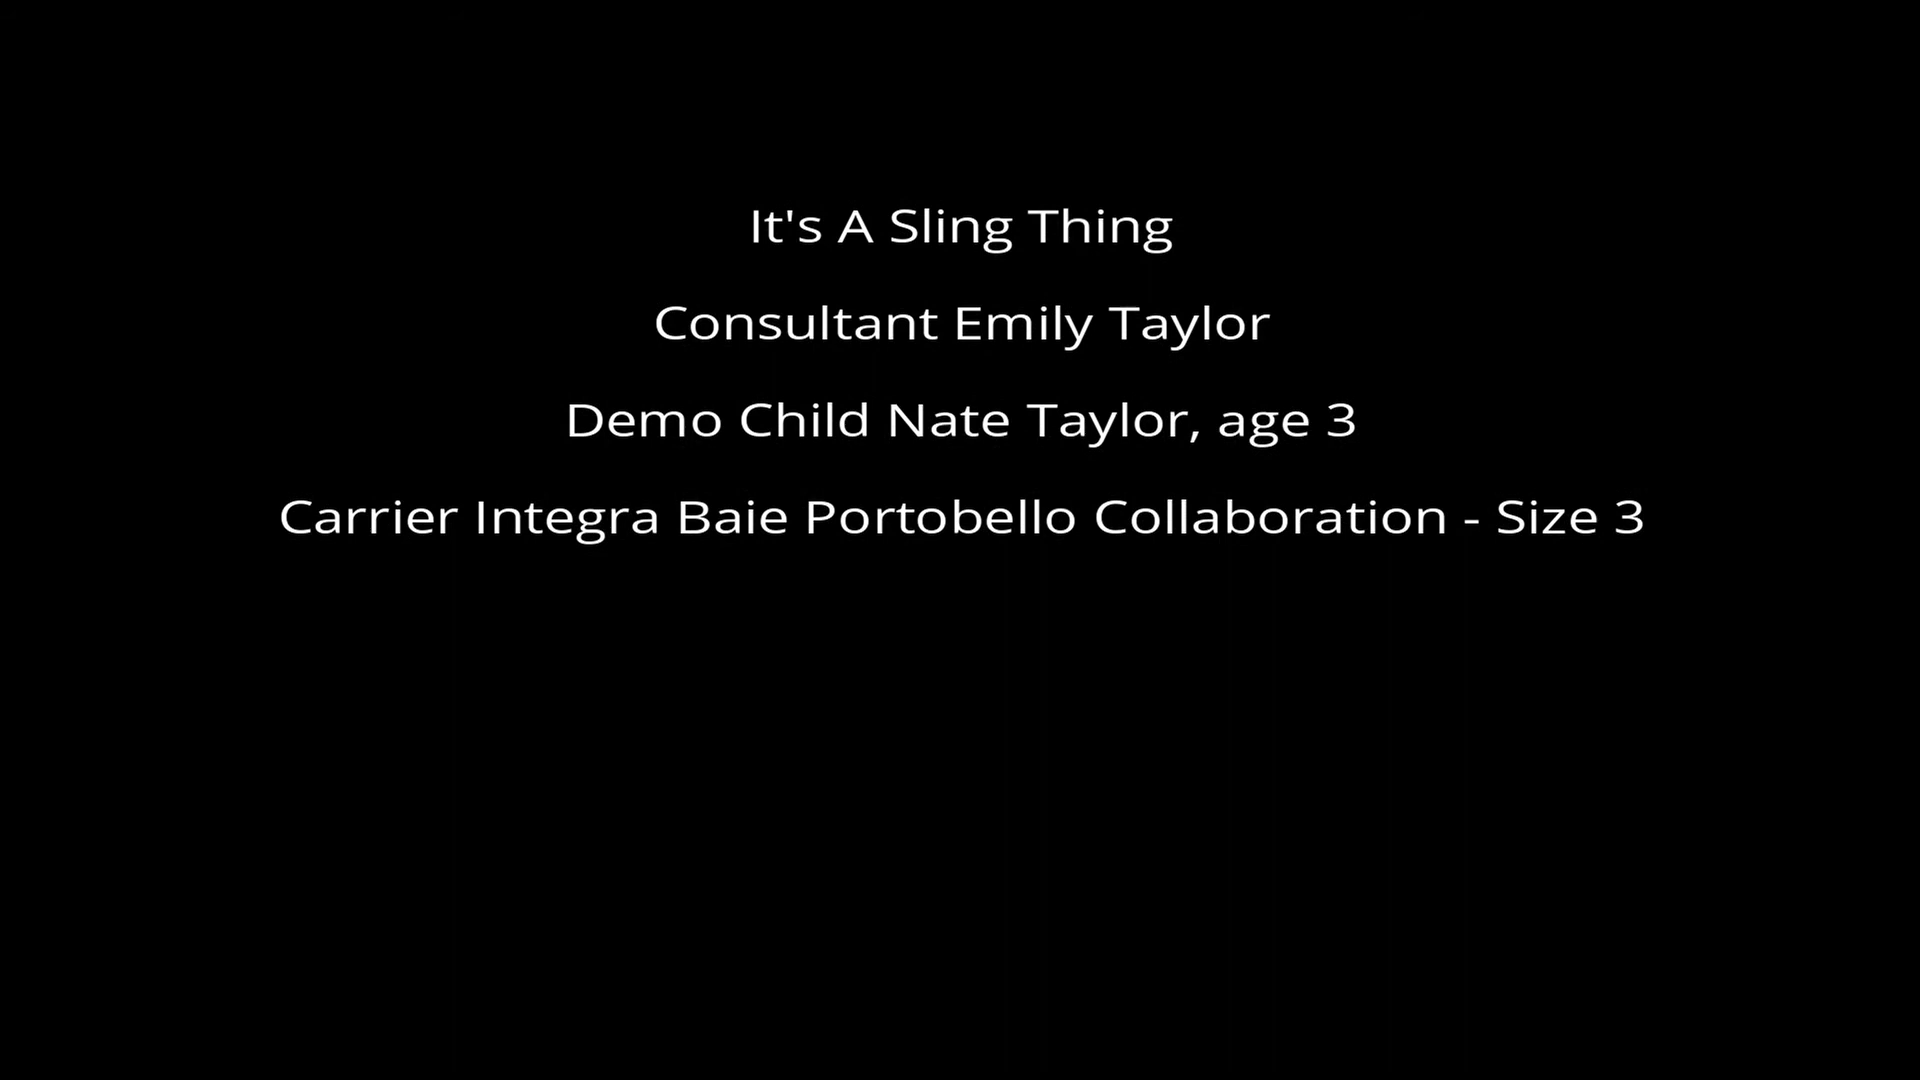 It's A Sling Thing
Consultant Emily Taylor
Demo Child Nate Taylor, age 3
Carrier Integra Baie Portobello Collaboration - Size 3